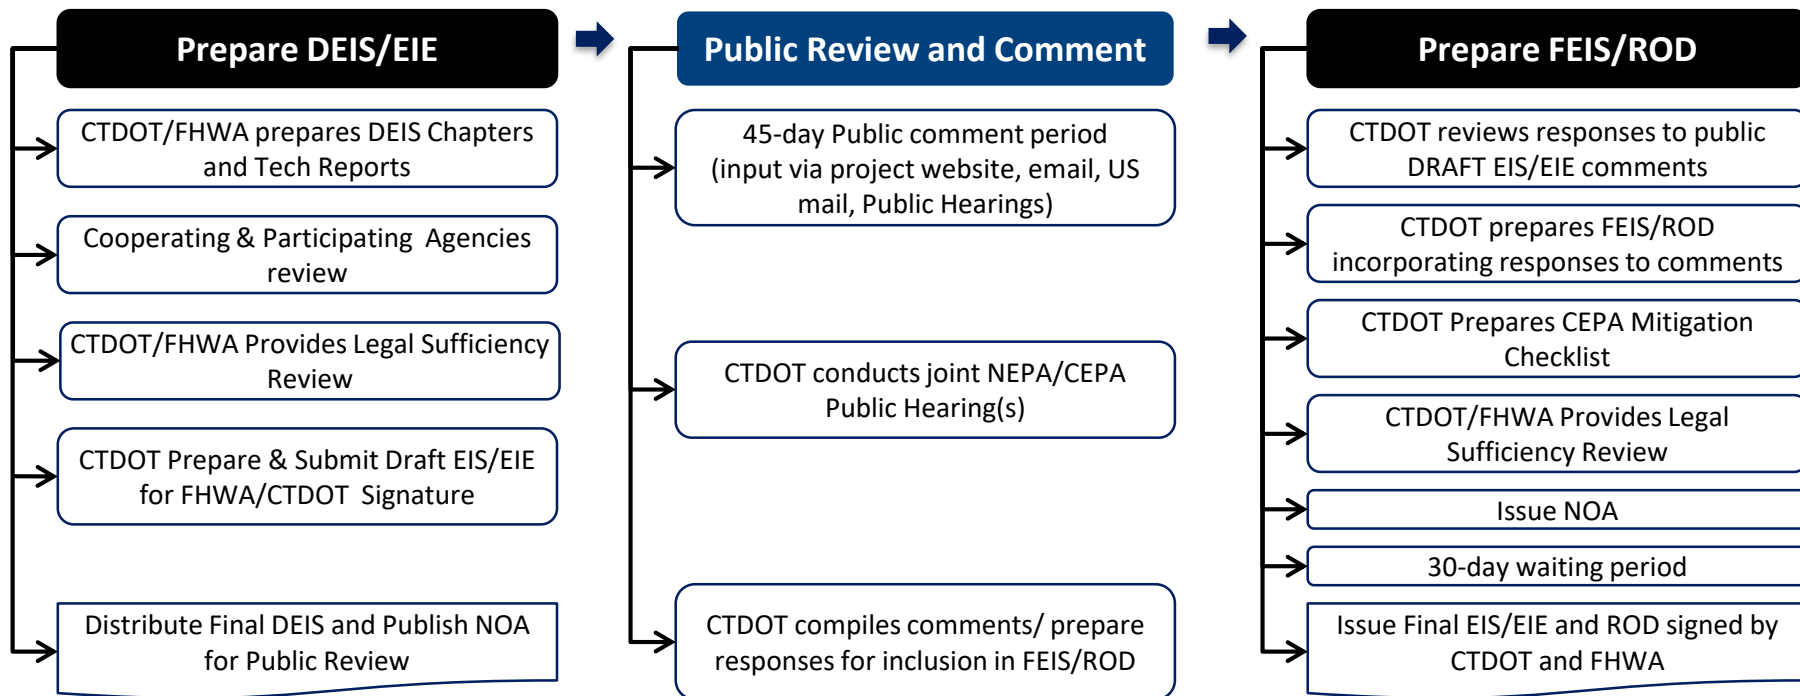 Prepare DEIS/EIE
CTDOT/FHWA prepares DEIS Chapters
and Tech Reports
Cooperating & Participating Agencies
review
CTDOT/FHWA Provides Legal Sufficiency
Review
CTDOT Prepare & Submit Draft EIS/EIE
for FHWA/CTDOT Signature
Distribute Final DEIS and Publish NOA
for Public Review
Public Review and Comment
45-day Public comment period
(input via project website, email, US
mail, Public Hearings)
CTDOT conducts joint NEPA/CEPA
Public Hearing(s)
CTDOT compiles comments/ prepare
responses for inclusion in FEIS/ROD
Prepare FEIS/ROD
CTDOT reviews responses to public
DRAFT EIS/EIE comments
CTDOT prepares FEIS/ROD
incorporating responses to comments
CTDOT Prepares CEPA Mitigation
Checklist
CTDOT/FHWA Provides Legal
Sufficiency Review
Issue NOA
30-day waiting period
Issue Final EIS/EIE and ROD signed by
CTDOT and FHWA